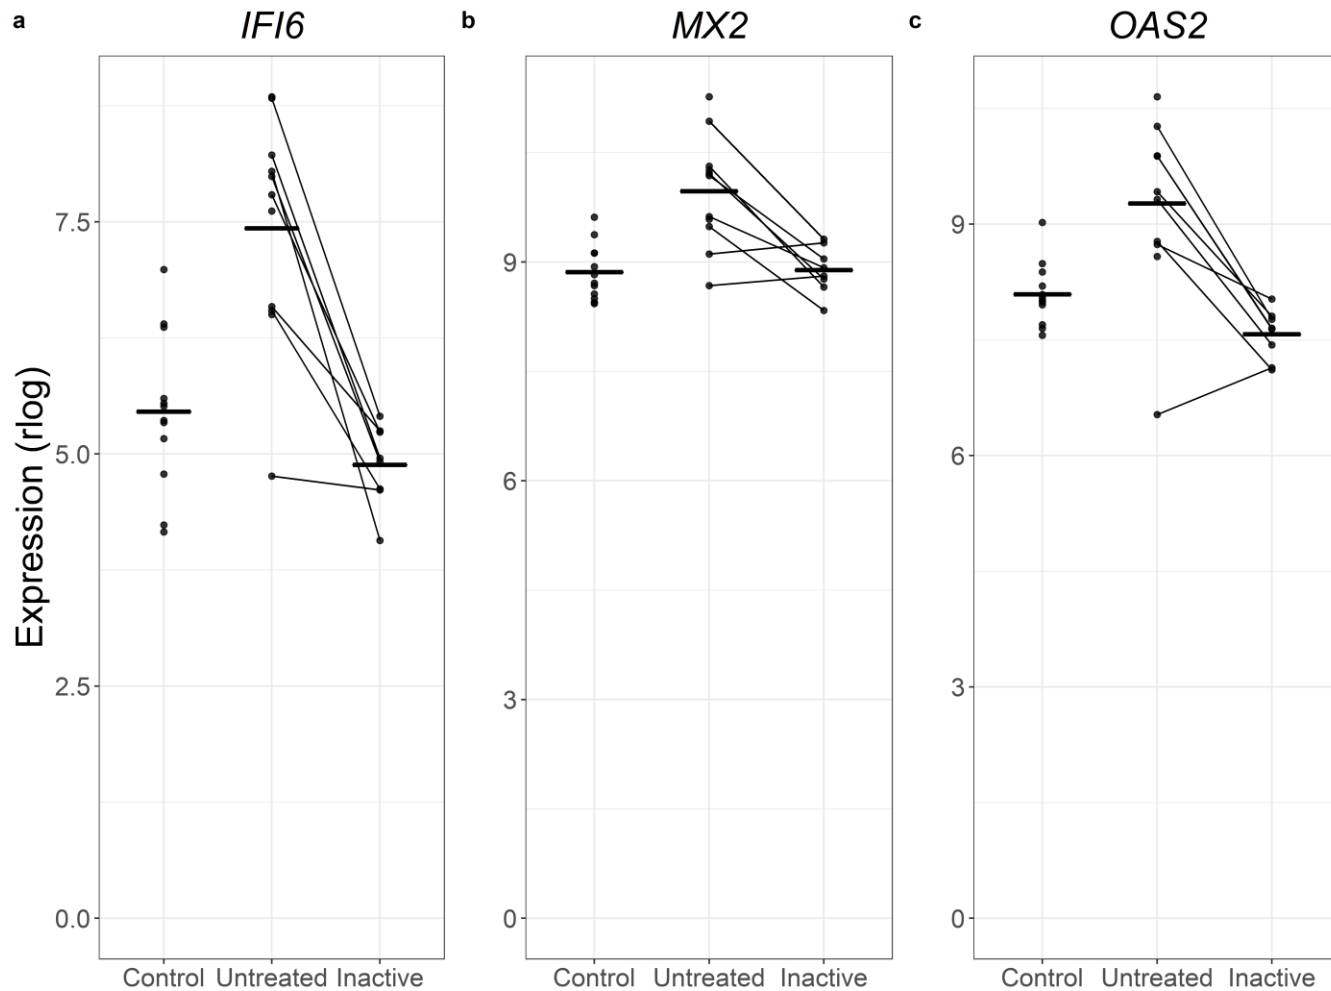 a
IFI6
b
MX2
c
OAS2
Expression (rlog)
7.5
5.0
2.5
0.0
9
6
3
0
9
6
3
0
Control Untreated Inactive
Control Untreated Inactive
Control Untreated Inactive